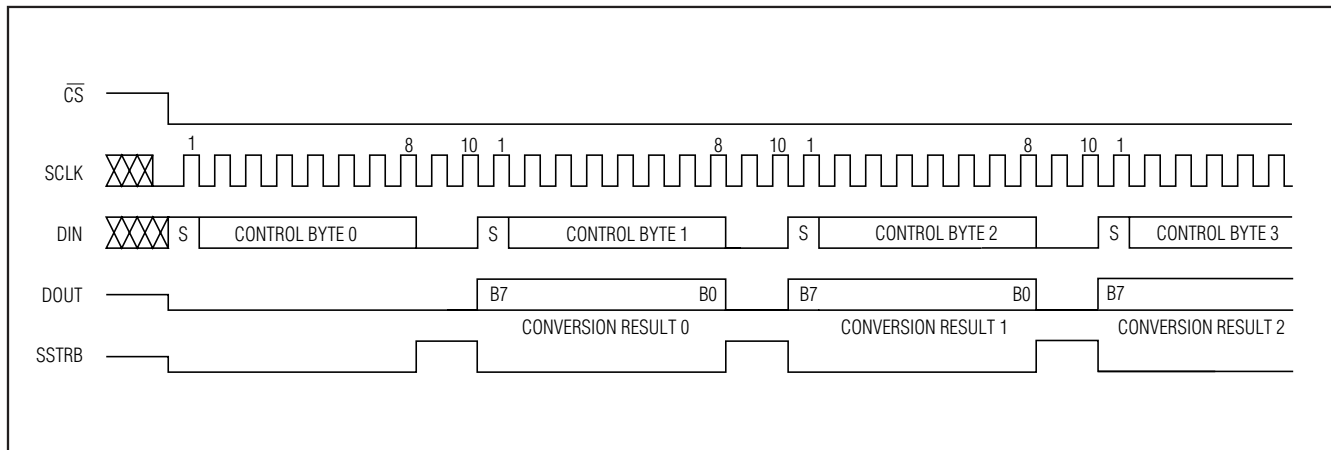 CS
1 8 10 1 8 10 1 8 10 1
SCLK
DIN S CONTROL BYTE 0 S CONTROL BYTE 1 S CONTROL BYTE 2 S CONTROL BYTE 3
DOUT B7 B0 B7 B0 B7
CONVERSION RESULT 0 CONVERSION RESULT 1 CONVERSION RESULT 2
SSTRB